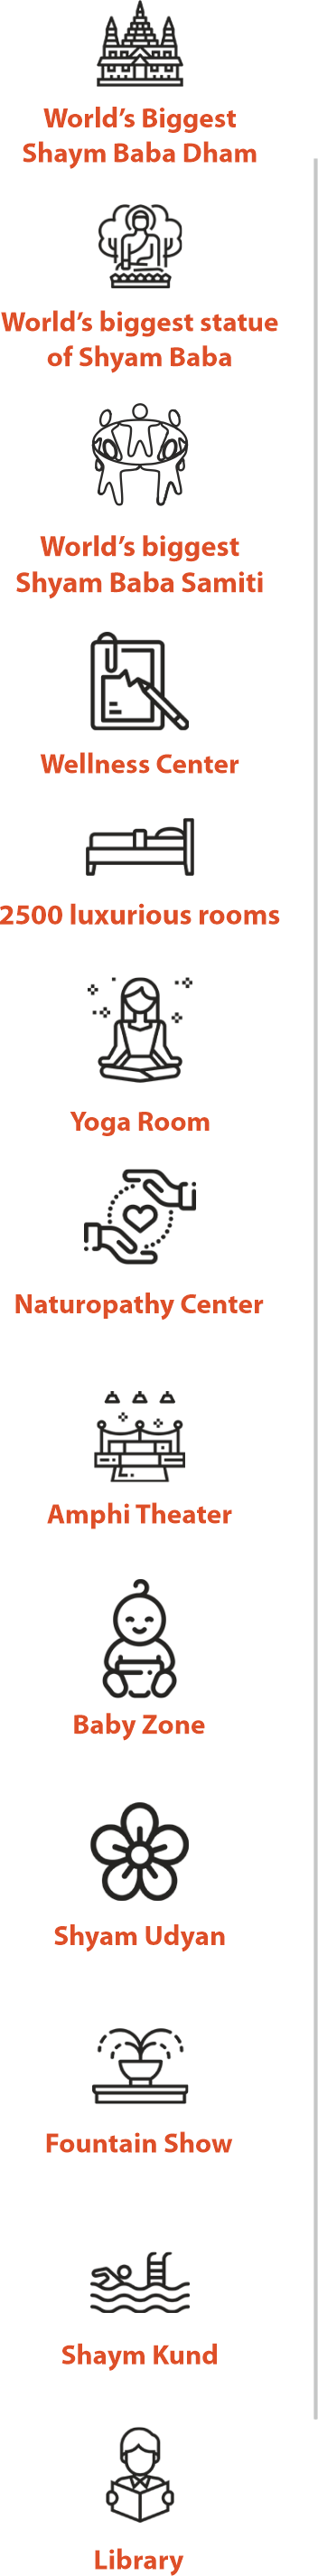 World's Biggest
Shaym Baba Dham
World's biggest statue
of Shyam Baba
World's biggest
Shyam Baba Samiti
Wellness Center
2500 luxurious rooms
Yoga Room
Naturopathy Center
Amphi Theater
Baby Zone
Shyam Udyan
Fountain Show
Shaym Kund
Library